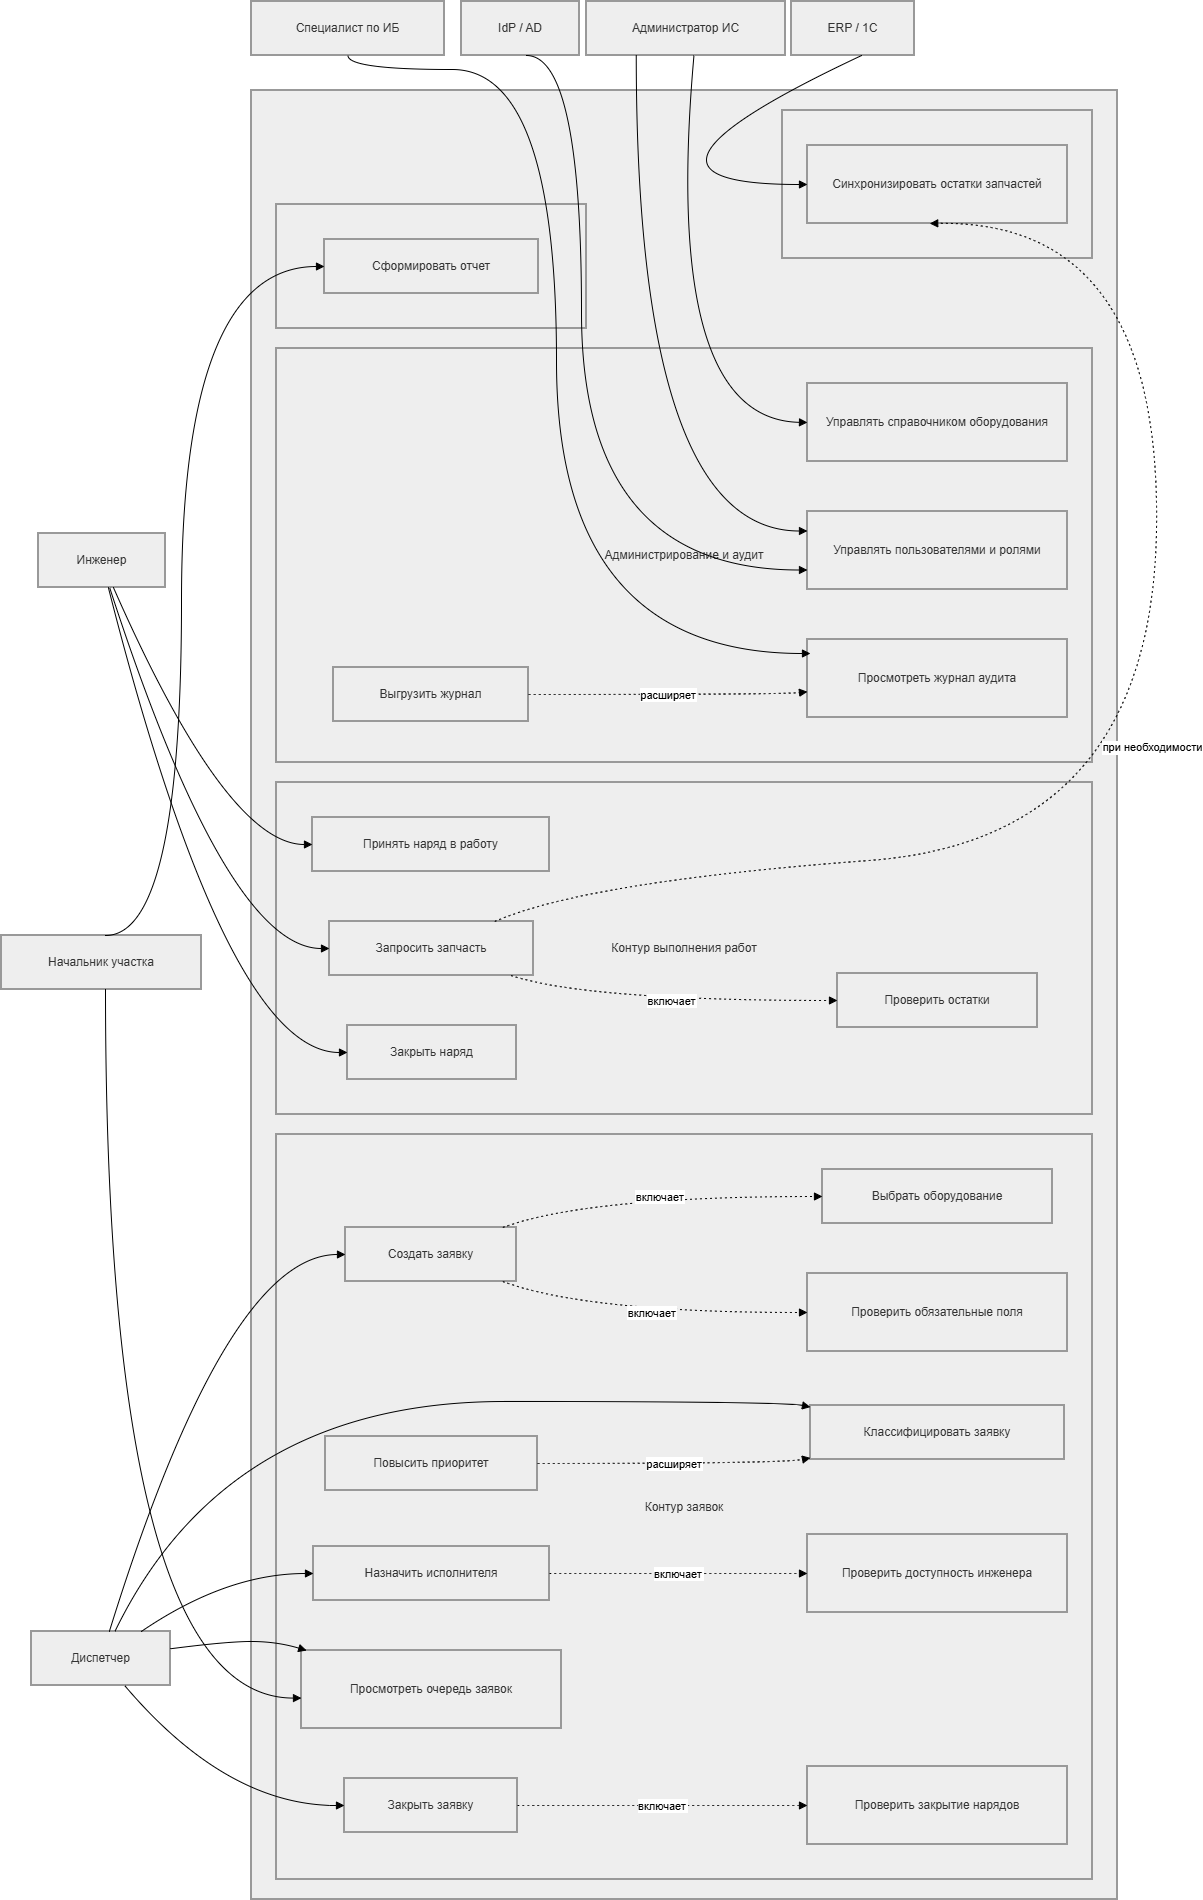 Специалист по ИБ
IdP / AD
Администратор ИС
ERP / 1С
Синхронизировать остатки запчастей
Сформировать отчет
Управлять справочником оборудования
Управлять пользователями и ролями
Администрирование и аудит
Инженер
Просмотреть журнал аудита
Выгрузить журнал
расширяет
при необходимости
Принять наряд в работу
Запросить запчасть
Контур выполнения работ
Начальник участка
включает
Проверить остатки
Закрыть наряд
включает
Выбрать оборудование
Создать заявку
включает
Проверить обязательные поля
Классифицировать заявку
Повысить приоритет
расширяет
Контур заявок
Назначить исполнителя
включает
Проверить доступность инженера
Диспетчер
Просмотреть очередь заявок
Закрыть заявку
включает
Проверить закрытие нарядов